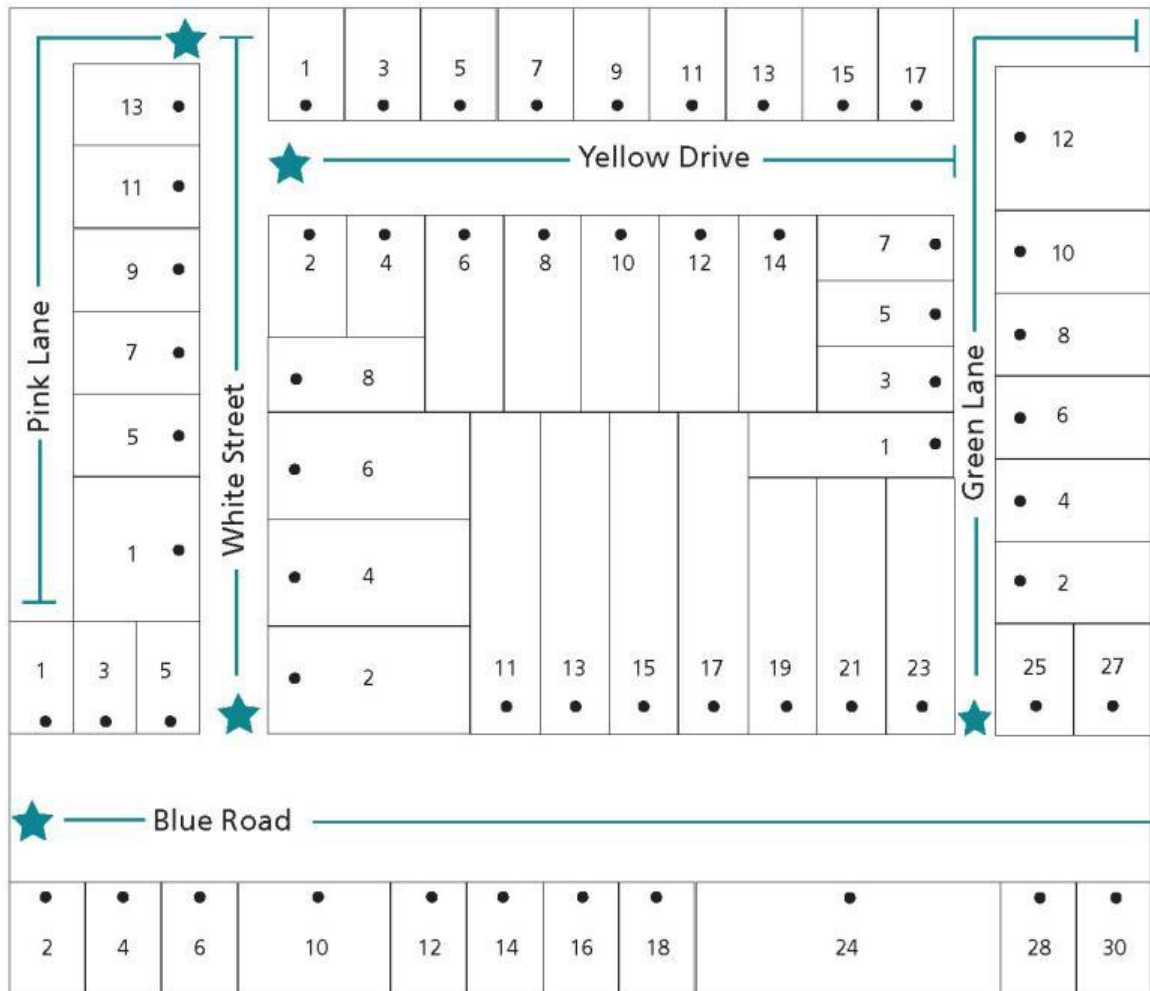 1 3 5 7 9 11 13 15 17
Yellow Drive
13
11
9
7
5
1
Pink Lane
White Street
2 4 6 8 10 12 14
7
5
3
1
8
6
4
2
Green Lane
12
10
8
6
4
2
1 3 5
11 13 15 17 19 21 23
25 27
Blue Road
2 4 6 10 12 14 16 18 24 28 30